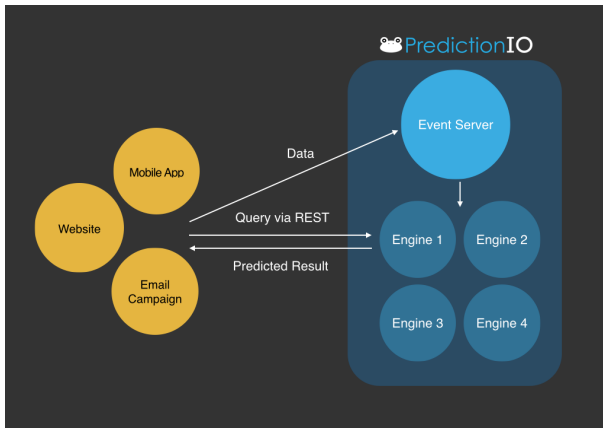 PredictionIO
Event Server
Data
Mobile App
Query via REST
Website
Engine 1
Engine 2
Predicted Result
Email
Campaign
Engine 3
Engine 4